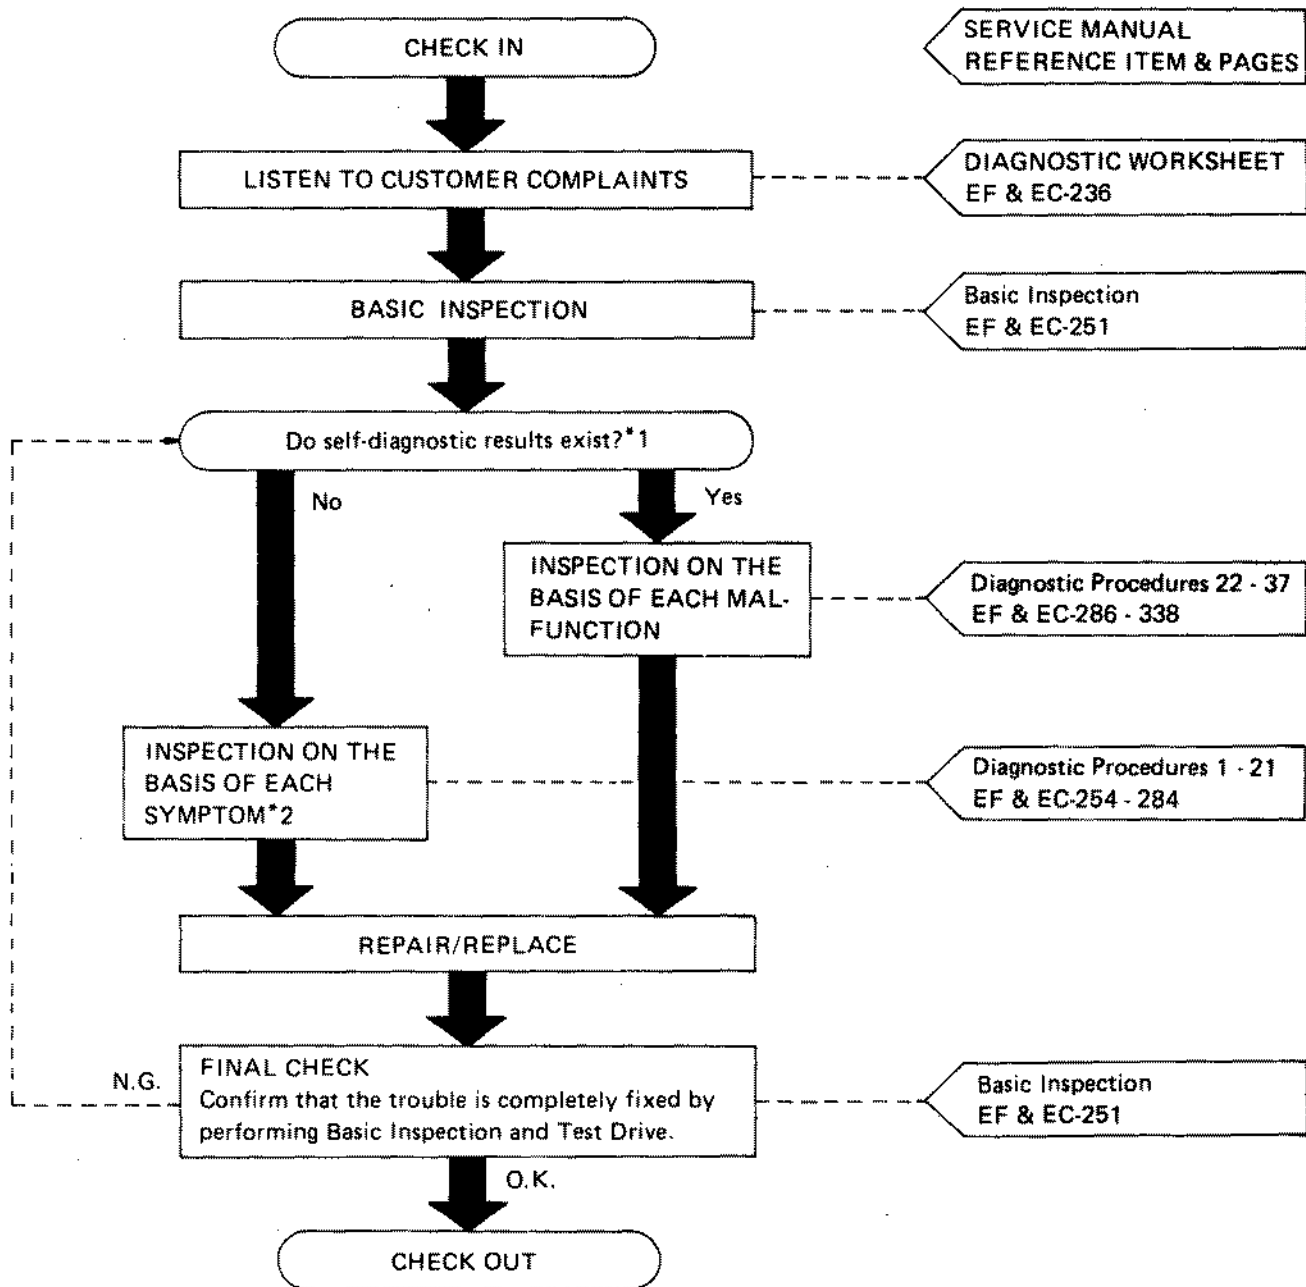 CHECK IN
SERVICE MANUAL
REFERENCE ITEM & PAGES
LISTEN TO CUSTOMER COMPLAINTS
DIAGNOSTIC WORKSHEET
EF & EC-236
BASIC INSPECTION
Basic Inspection
EF & EC-251
Do self-diagnostic results exist?*1
No
Yes
INSPECTION ON THE
BASIS OF EACH MAL-
FUNCTION
Diagnostic Procedures 22 - 37
EF & EC-286 - 338
INSPECTION ON THE
BASIS OF EACH
SYMPTOM*2
Diagnostic Procedures 1 - 21
EF & EC-254 - 284
REPAIR/REPLACE
N.G.
FINAL CHECK
Confirm that the trouble is completely fixed by
performing Basic Inspection and Test Drive.
Basic Inspection
EF & EC-251
O.K.
CHECK OUT